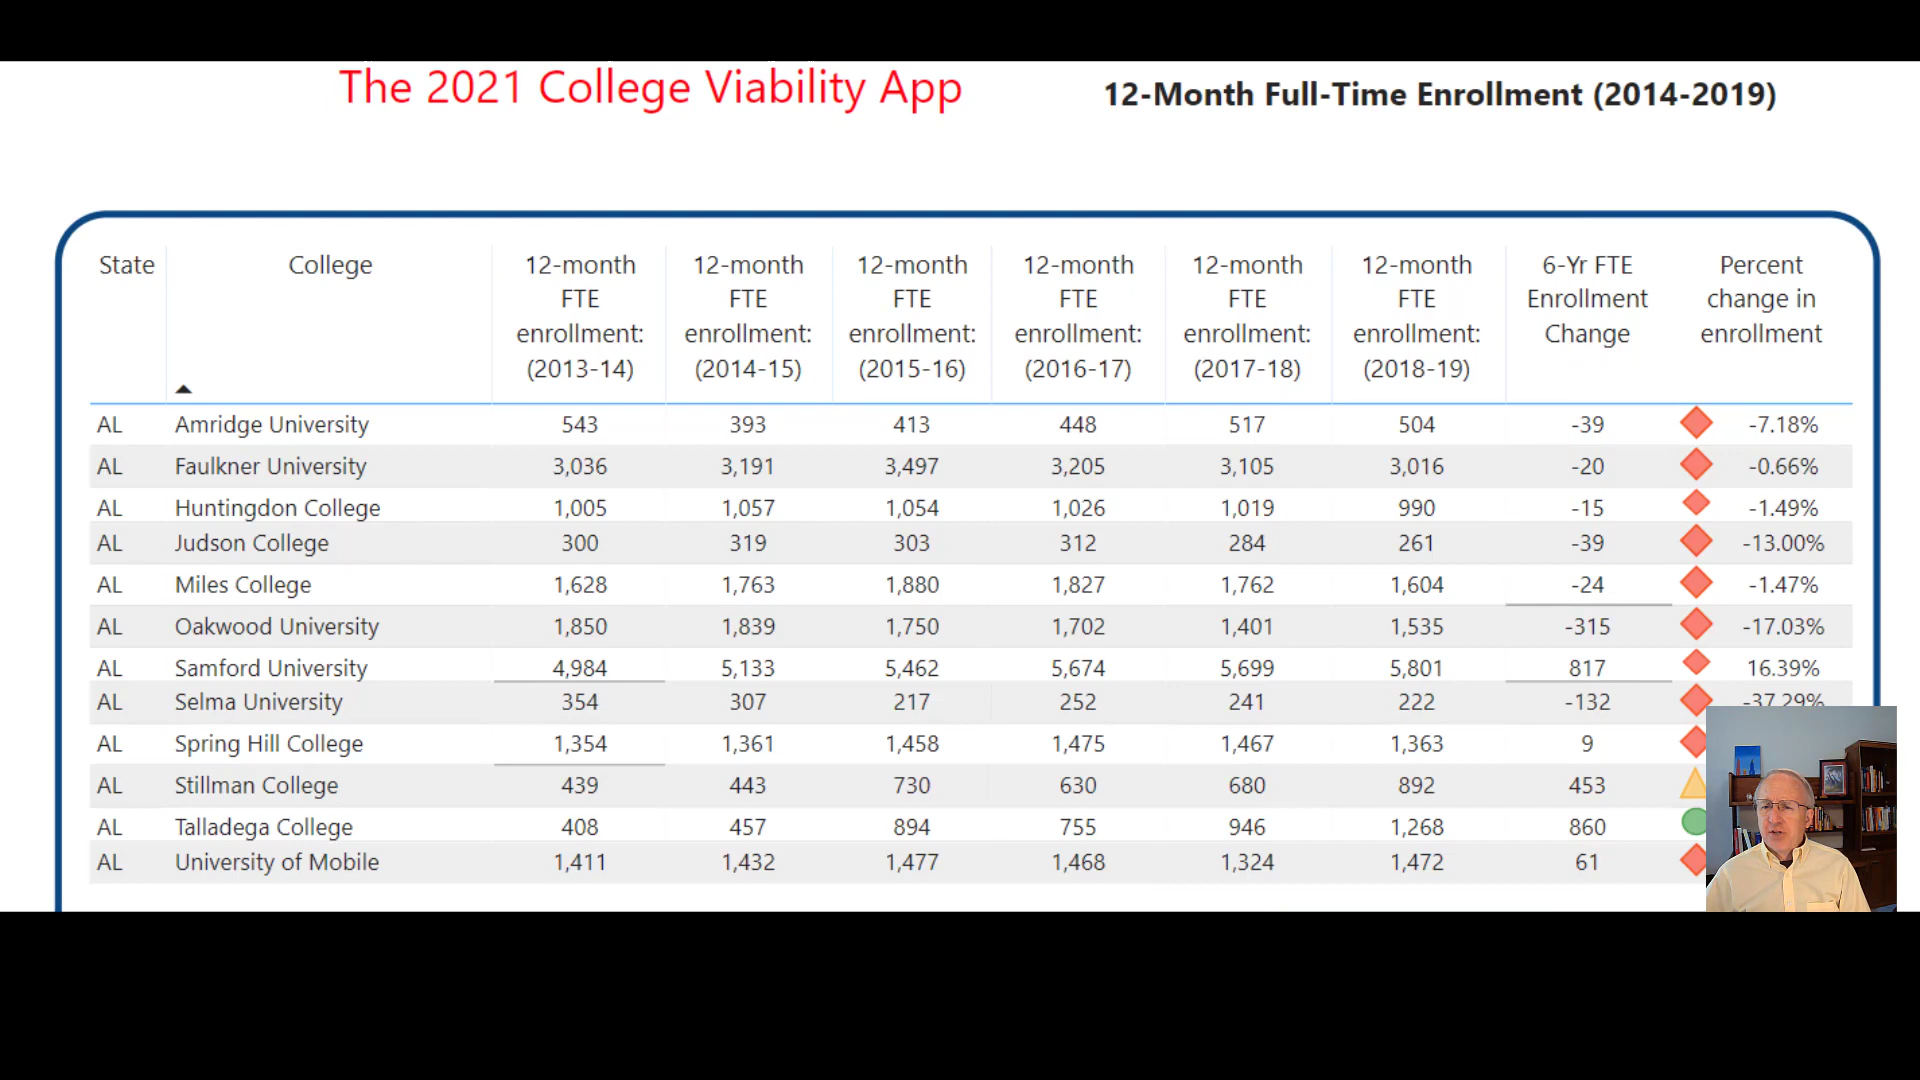 The 2021 College Viability App
12-Month Full-Time Enrollment (2014-2019)
State College 12-month FTE enrollment: (2013-14) 12-month FTE enrollment: (2014-15) 12-month FTE enrollment: (2015-16) 12-month FTE enrollment: (2016-17) 12-month FTE enrollment: (2017-18) 12-month FTE enrollment: (2018-19) 6-Yr FTE Enrollment Change Percent change in enrollment
AL Amridge University 543 393 413 448 517 504 -39 -7.18%
AL Faulkner University 3,036 3,191 3,497 3,205 3,105 3,016 -20 -0.66%
AL Huntingdon College 1,005 1,057 1,054 1,026 1,019 990 -15 -1.49%
AL Judson College 300 319 303 312 284 261 -39 -13.00%
AL Miles College 1,628 1,763 1,880 1,827 1,762 1,604 -24 -1.47%
AL Oakwood University 1,850 1,839 1,750 1,702 1,401 1,535 -315 -17.03%
AL Samford University 4,984 5,133 5,462 5,674 5,699 5,801 817 16.39%
AL Selma University 354 307 217 252 241 222 -132 -37.29%
AL Spring Hill College 1,354 1,361 1,458 1,475 1,467 1,363 9
AL Stillman College 439 443 730 630 680 892 453
AL Talladega College 408 457 894 755 946 1,268 860
AL University of Mobile 1,411 1,432 1,477 1,468 1,324 1,472 61